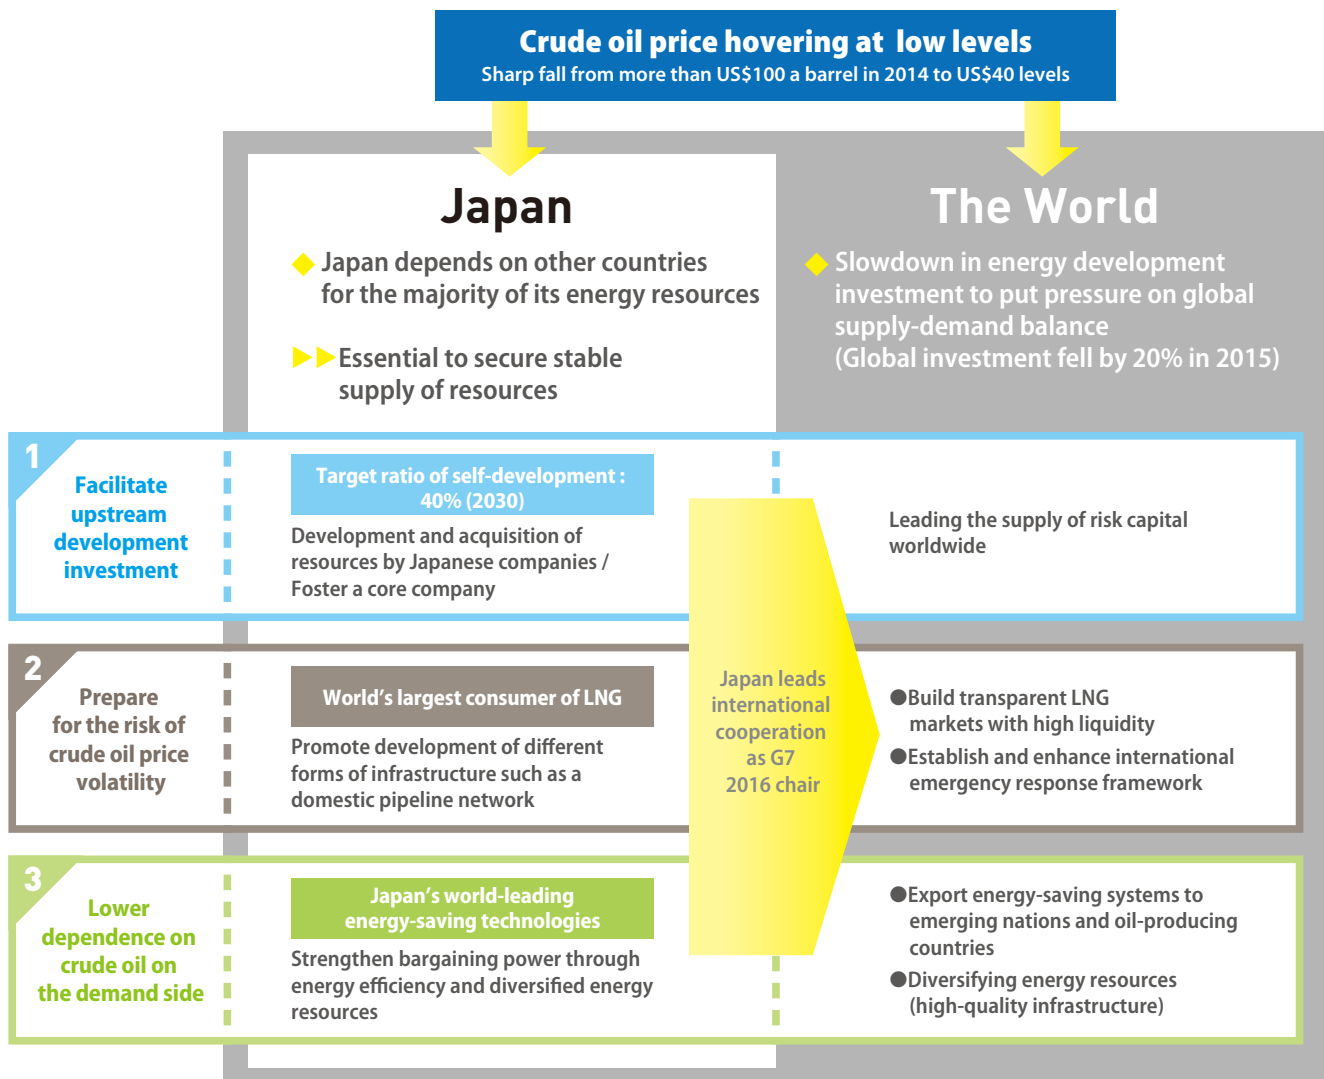 Crude oil price hovering at low levels
Sharp fall from more than US$100 a barrel in 2014 to US$40 levels
Japan
◆ Japan depends on other countries
for the majority of its energy resources
▶▶ Essential to secure stable
supply of resources
The World
◆ Slowdown in energy development
investment to put pressure on global
supply-demand balance
(Global investment fell by 20% in 2015)
1
Facilitate
upstream
development
investment
Target ratio of self-development :
40% (2030)
Development and acquisition of
resources by Japanese companies /
Foster a core company
Leading the supply of risk capital
worldwide
2
Prepare
for the risk of
crude oil price
volatility
World's largest consumer of LNG
Promote development of different
forms of infrastructure such as a
domestic pipeline network
Japan leads
international
cooperation
as G7
2016 chair
●Build transparent LNG
markets with high liquidity
●Establish and enhance international
emergency response framework
3
Lower
dependence on
crude oil on
the demand side
Japan's world-leading
energy-saving technologies
Strengthen bargaining power through
energy efficiency and diversified energy
resources
●Export energy-saving systems to
emerging nations and oil-producing
countries
●Diversifying energy resources
(high-quality infrastructure)